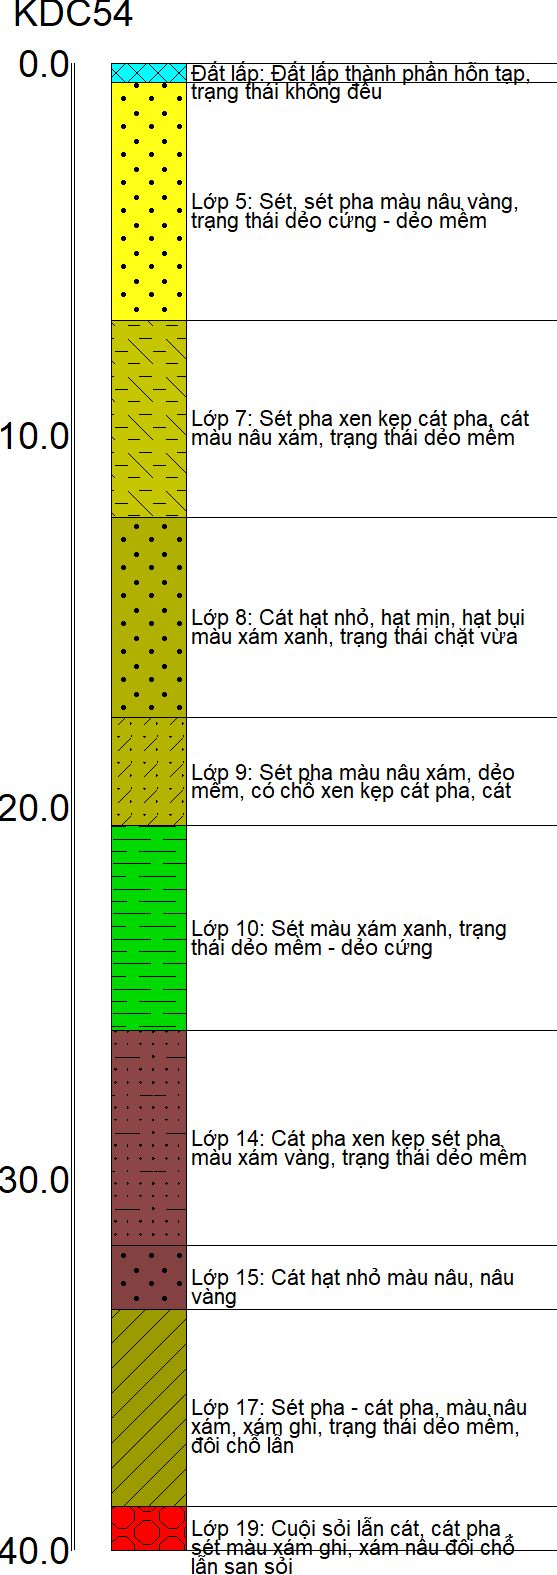 KDC54
0.0
Đất lấp: Đất lấp thành phần hỗn tạp,
trạng thái không đều
Lớp 5: Sét, sét pha màu nâu vàng,
trạng thái dẻo cứng - dẻo mềm
Lớp 7: Sét pha xen kẹp cát pha, cát
màu nâu xám, trạng thái dẻo mềm
10.0
Lớp 8: Cát hạt nhỏ, hạt mịn, hạt bụi
màu xám xanh, trạng thái chặt vừa
Lớp 9: Sét pha màu nâu xám, dẻo
mềm, có chỗ xen kẹp cát pha, cát
20.0
Lớp 10: Sét màu xám xanh, trạng
thái dẻo mềm - dẻo cứng
Lớp 14: Cát pha xen kẹp sét pha
màu xám vàng, trạng thái dẻo mềm
30.0
Lớp 15: Cát hạt nhỏ màu nâu, nâu
vàng
Lớp 17: Sét pha - cát pha, màu nâu
xám, xám ghi, trạng thái dẻo mềm,
đôi chỗ lẫn
Lớp 19: Cuội sỏi lẫn cát, cát pha ,
sét màu xám ghi, xám nâu đôi chỗ
lẫn sạn sỏi
40.0